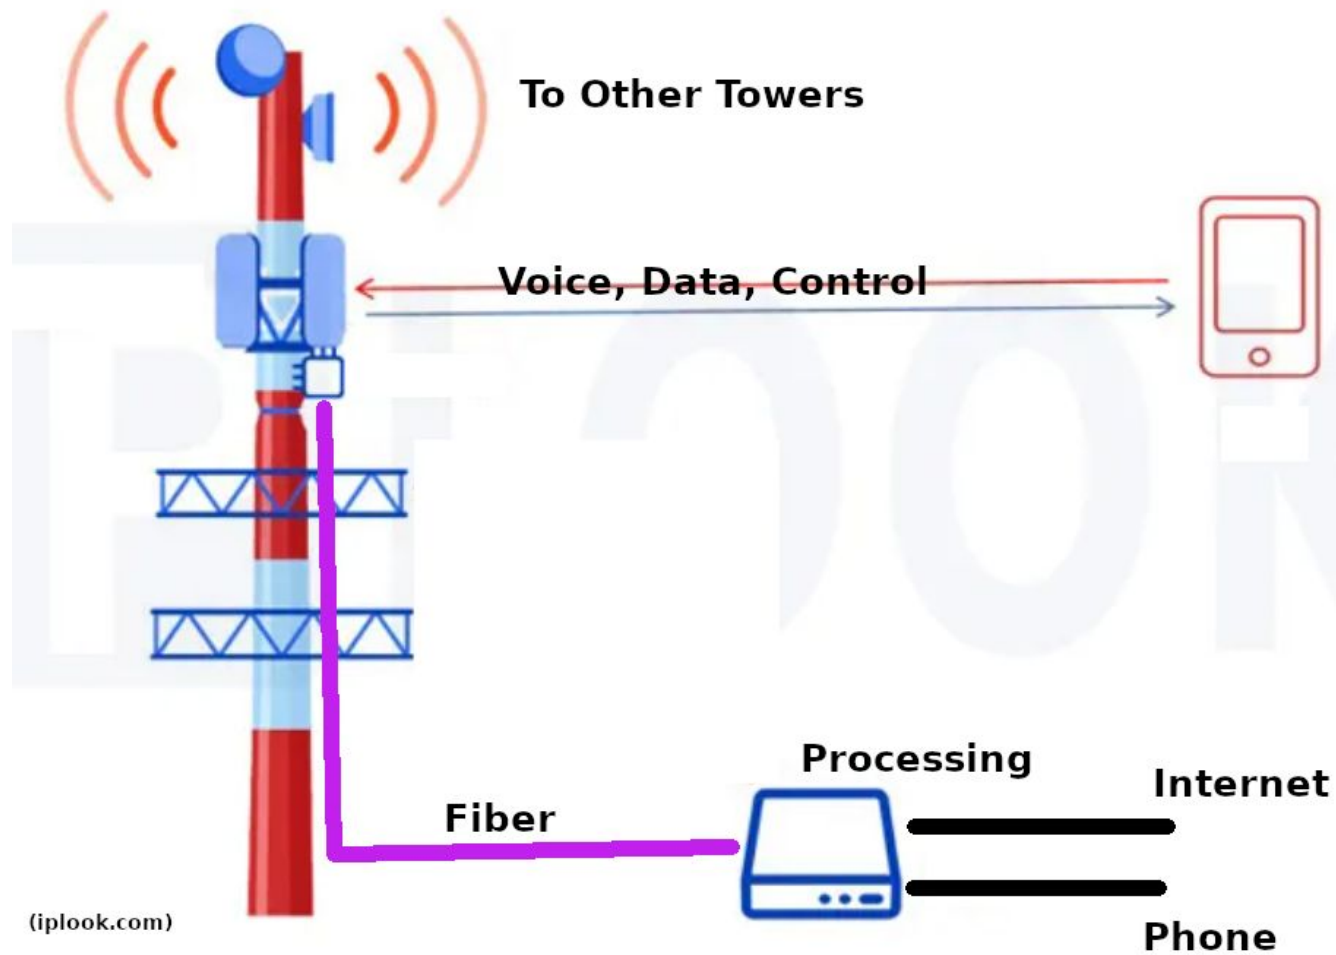 To Other Towers
Voice, Data, Control
Processing
Internet
Fiber
(iplook.com)
Phone